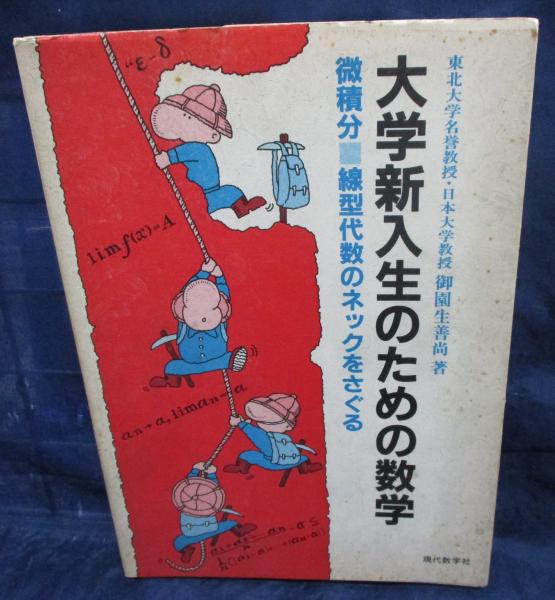 東北大学名誉教授・日本大学教授 御園生善尚 著
大学新入生のための数学
微積分■線型代数のネックをさぐる
"ε-δ
lim f(x)=A
aₙ→a, lim aₙ=a
現代数学社